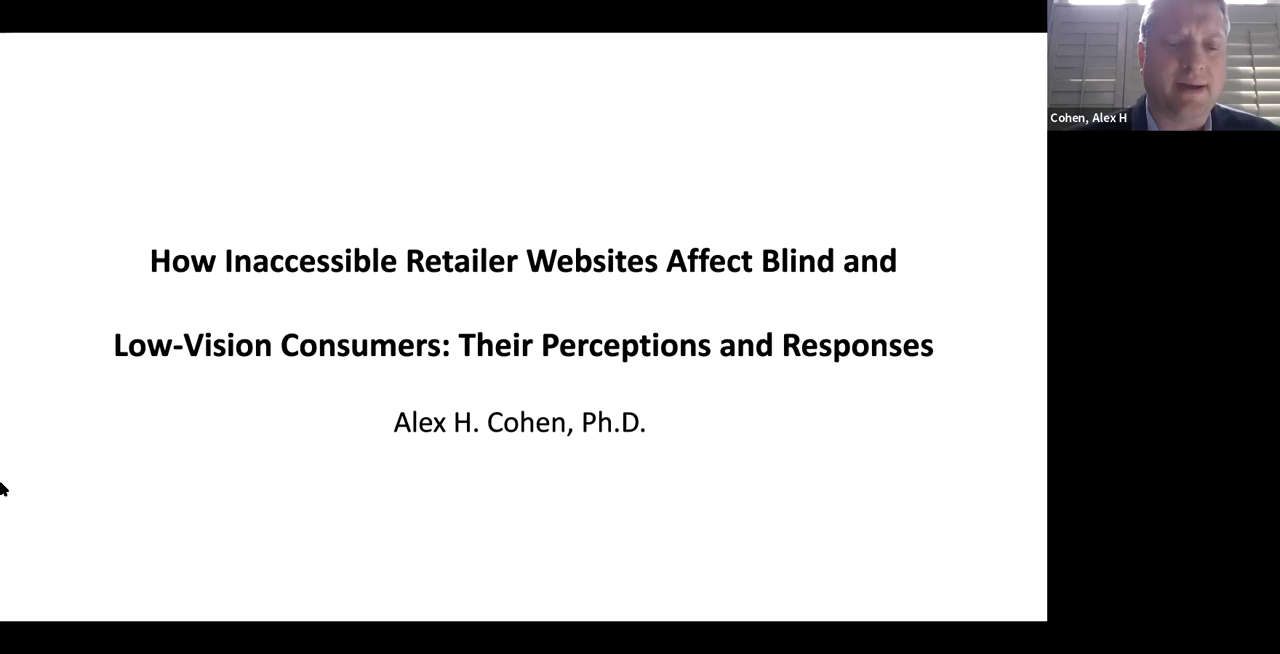 How Inaccessible Retailer Websites Affect Blind and
Low-Vision Consumers: Their Perceptions and Responses
Alex H. Cohen, Ph.D.
Cohen, Alex H